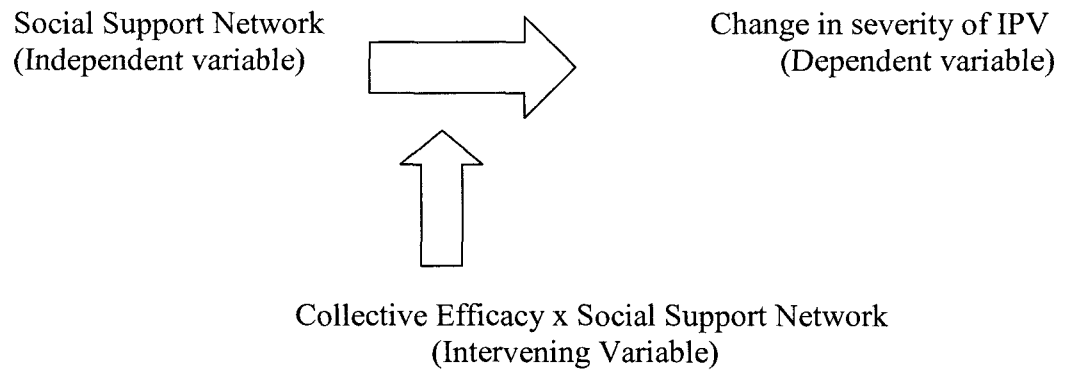 Social Support Network
(Independent variable)
Change in severity of IPV
(Dependent variable)
Collective Efficacy x Social Support Network
(Intervening Variable)